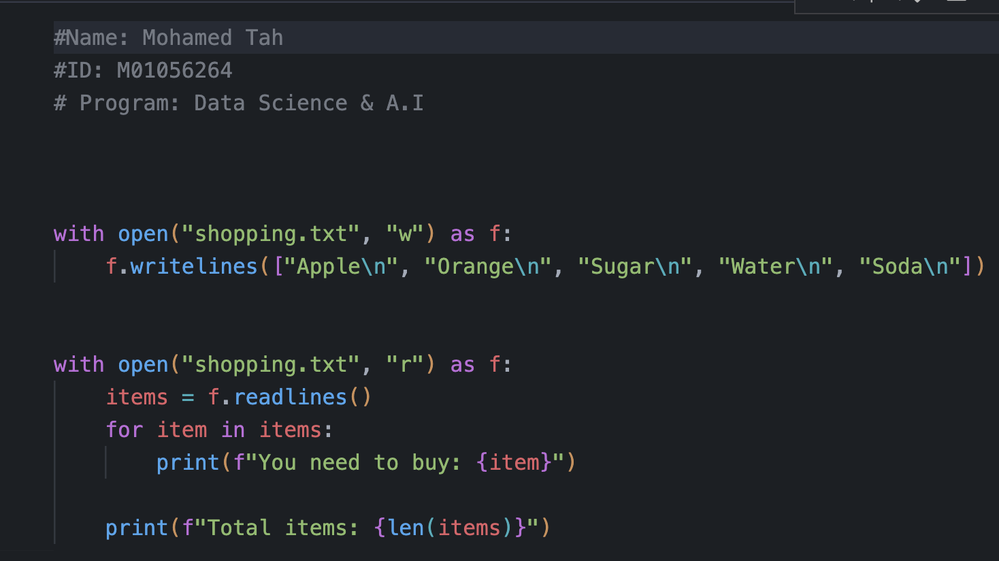 #Name: Mohamed Tah
#ID: M01056264
# Program: Data Science & A.I
with open("shopping.txt", "w") as f:
    f.writelines(["Apple\n", "Orange\n", "Sugar\n", "Water\n", "Soda\n"])
with open("shopping.txt", "r") as f:
    items = f.readlines()
    for item in items:
        print(f"You need to buy: {item}")
    print(f"Total items: {len(items)}")